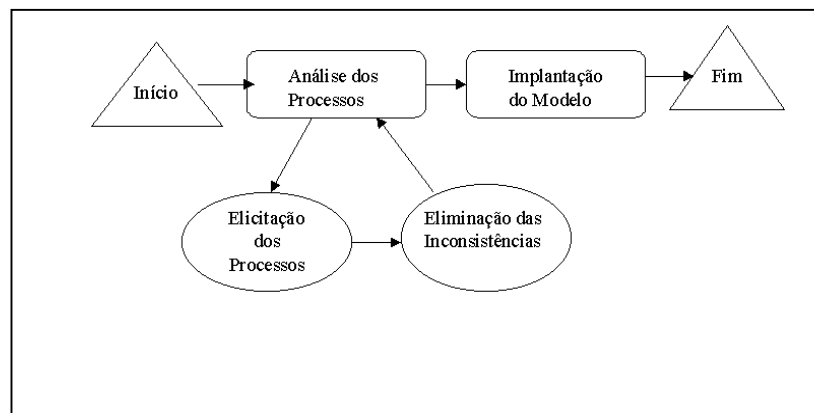 Início
Análise dos
Processos
Implantação
do Modelo
Fim
Elicitação
dos
Processos
Eliminação das
Inconsistências